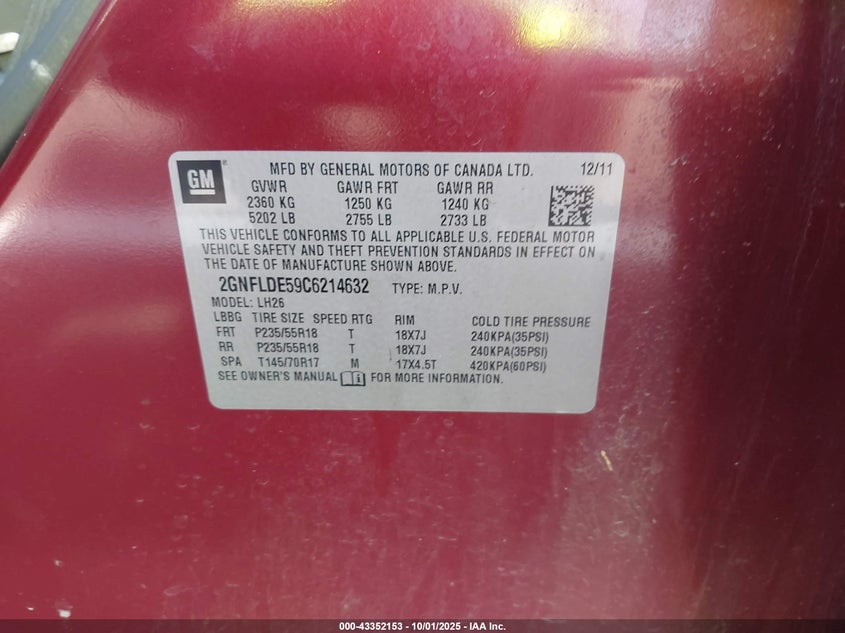 GM ® MFD BY GENERAL MOTORS OF CANADA LTD. 12/11
GVWR GAWR FRT GAWR RR
2360 KG 1250 KG 1240 KG
5202 LB 2755 LB 2733 LB
THIS VEHICLE CONFORMS TO ALL APPLICABLE U.S. FEDERAL MOTOR
VEHICLE SAFETY AND THEFT PREVENTION STANDARDS IN EFFECT ON
THE DATE OF MANUFACTURE SHOWN ABOVE.
2GNFLDE59C6214632 TYPE: M.P.V.
MODEL: LH26
LBBG TIRE SIZE SPEED RTG RIM COLD TIRE PRESSURE
FRT P235/55R18 T 18X7J 240KPA(35PSI)
RR P235/55R18 T 18X7J 240KPA(35PSI)
SPA T145/70R17 M 17X4.5T 420KPA(60PSI)
SEE OWNER'S MANUAL FOR MORE INFORMATION.
000-43352153 - 10/01/2025 - IAA Inc.